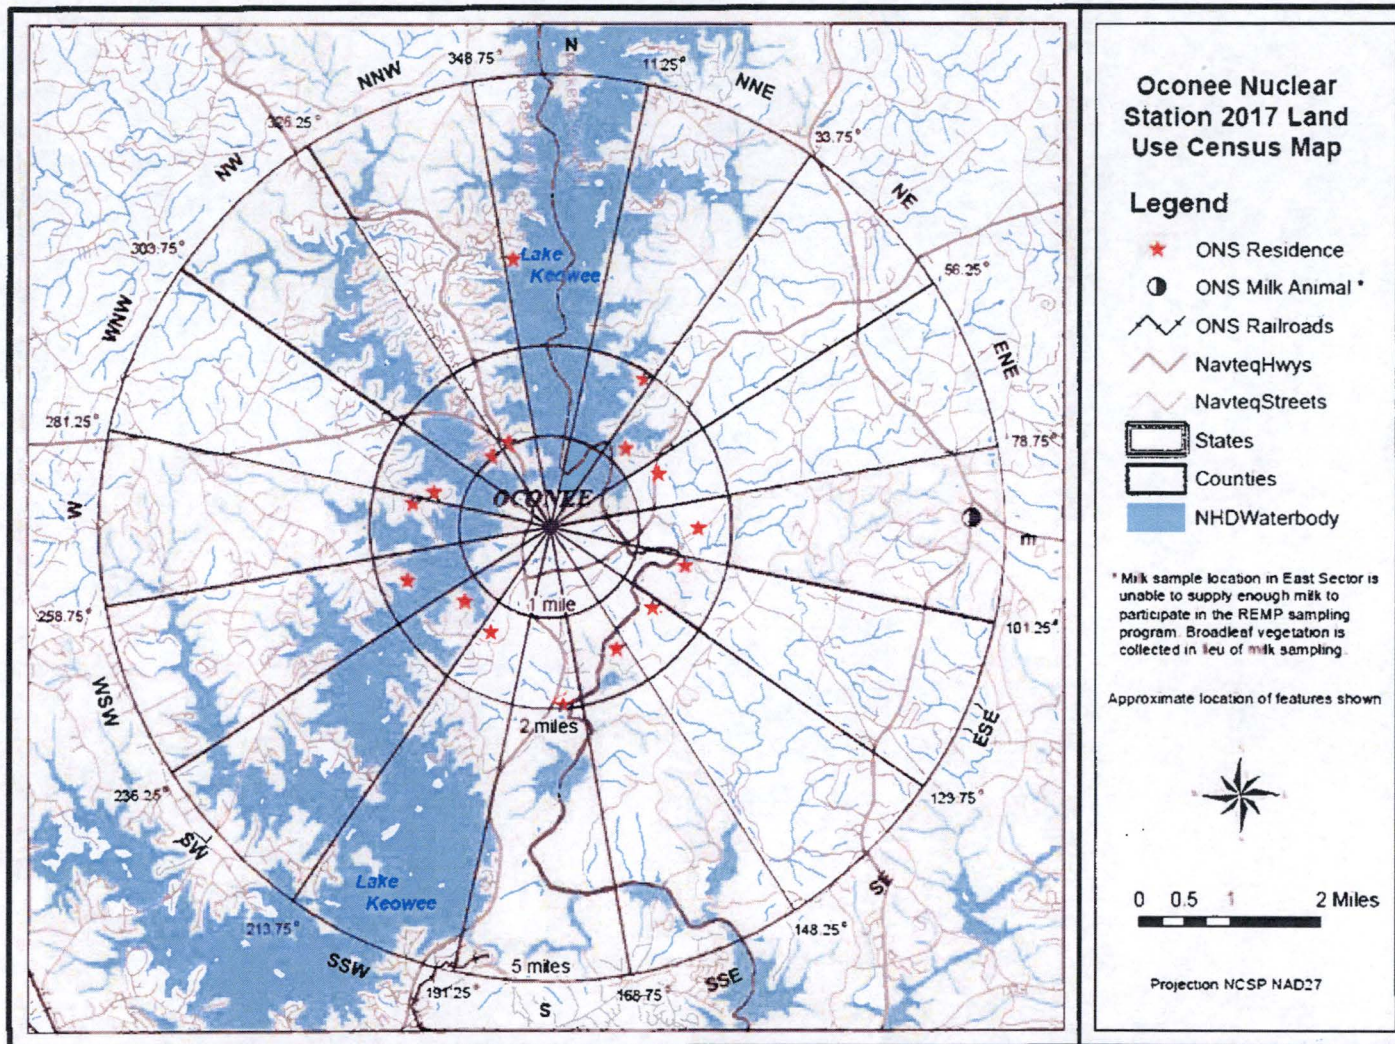 N
348.75°
11.25°
NNW
NNE
326.25°
33.75°
NW
NE
303.75°
56.25°
Lake
Keowee
WNW
ENE
281.25°
78.75°
W
OCONEE
m
1 mile
258.75°
101.25°
WSW
2 miles
ESE
236.25°
123.75°
SW
Lake
Keowee
SE
213.75°
148.25°
SSW
5 miles
SSE
191.25°
168.75°
S
Oconee Nuclear
Station 2017 Land
Use Census Map
Legend
ONS Residence
ONS Milk Animal *
ONS Railroads
NavteqHwys
NavteqStreets
States
Counties
NHDWaterbody
* Milk sample location in East Sector is
unable to supply enough milk to
participate in the REMP sampling
program. Broadleaf vegetation is
collected in lieu of milk sampling.
Approximate location of features shown
0 0.5 1 2 Miles
Projection NCSP NAD27